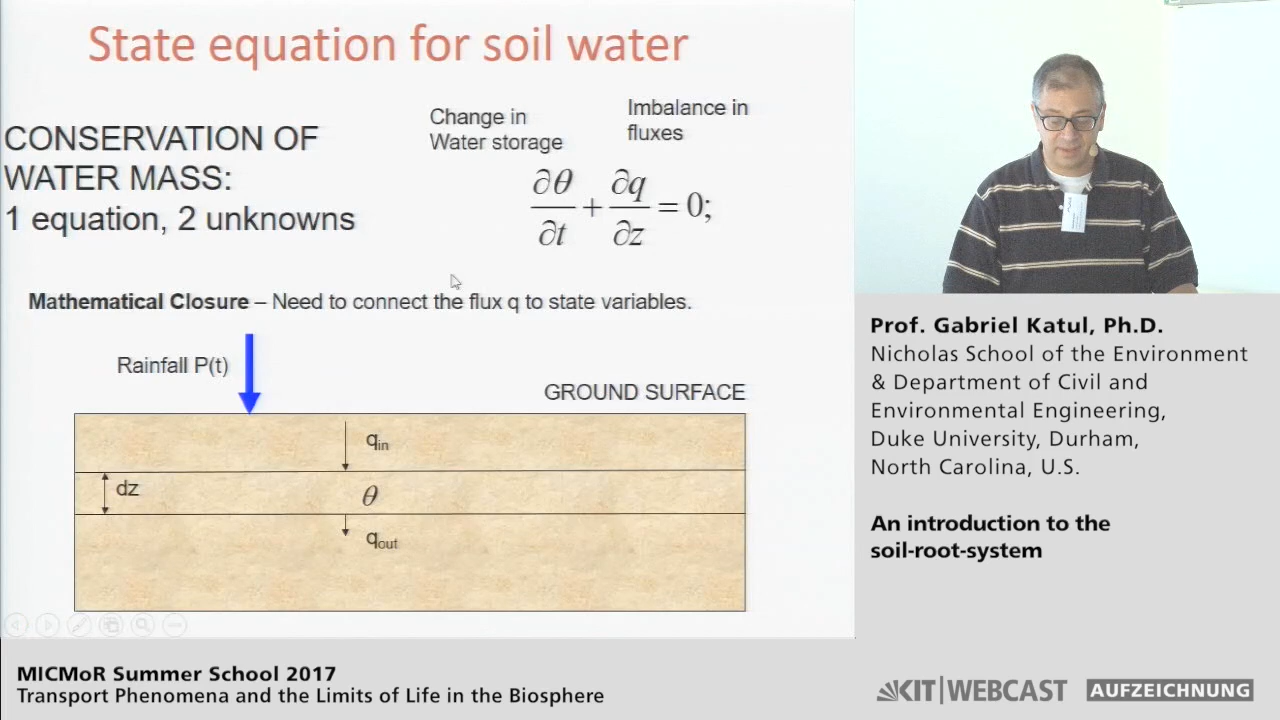 State equation for soil water
CONSERVATION OF
WATER MASS:
1 equation, 2 unknowns
Change in
Water storage
Imbalance in
fluxes
∂θ/∂t + ∂q/∂z = 0;
Mathematical Closure – Need to connect the flux q to state variables.
Rainfall P(t)
GROUND SURFACE
q_in
dz
θ
q_out
Prof. Gabriel Katul, Ph.D.
Nicholas School of the Environment
& Department of Civil and
Environmental Engineering,
Duke University, Durham,
North Carolina, U.S.
An introduction to the
soil-root-system
MICMoR Summer School 2017
Transport Phenomena and the Limits of Life in the Biosphere
KIT|WEBCAST
AUFZEICHNUNG